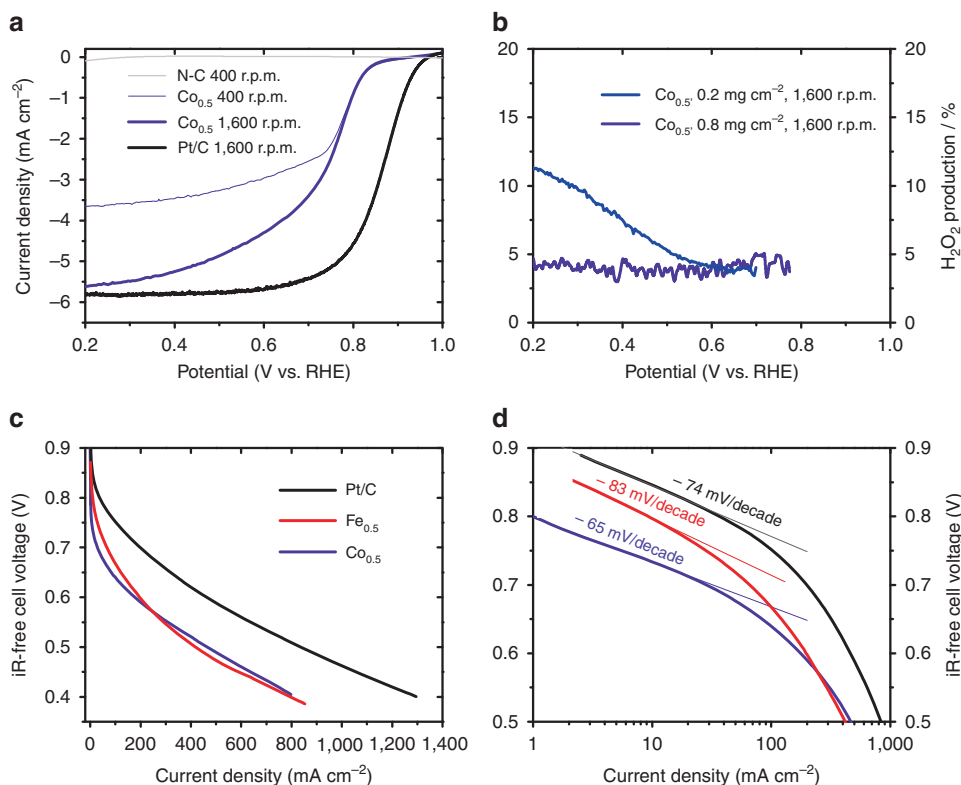 a
0
−1
−2
−3
−4
−5
−6
0.2 0.4 0.6 0.8 1.0
Current density (mA cm⁻²)
Potential (V vs. RHE)
N-C 400 r.p.m.
Co₀.₅ 400 r.p.m.
Co₀.₅ 1,600 r.p.m.
Pt/C 1,600 r.p.m.
b
20 20
15 15
10 10
5 5
0 0
0.2 0.4 0.6 0.8 1.0
H₂O₂ production / %
Potential (V vs. RHE)
Co₀.₅, 0.2 mg cm⁻², 1,600 r.p.m.
Co₀.₅, 0.8 mg cm⁻², 1,600 r.p.m.
c
0.9
0.8
0.7
0.6
0.5
0.4
0 200 400 600 800 1,000 1,200 1,400
iR-free cell voltage (V)
Current density (mA cm⁻²)
Pt/C
Fe₀.₅
Co₀.₅
d
0.9 0.9
0.8 0.8
0.7 0.7
0.6 0.6
0.5 0.5
1 10 100 1,000
iR-free cell voltage (V)
Current density (mA cm⁻²)
− 74 mV/decade
− 83 mV/decade
− 65 mV/decade